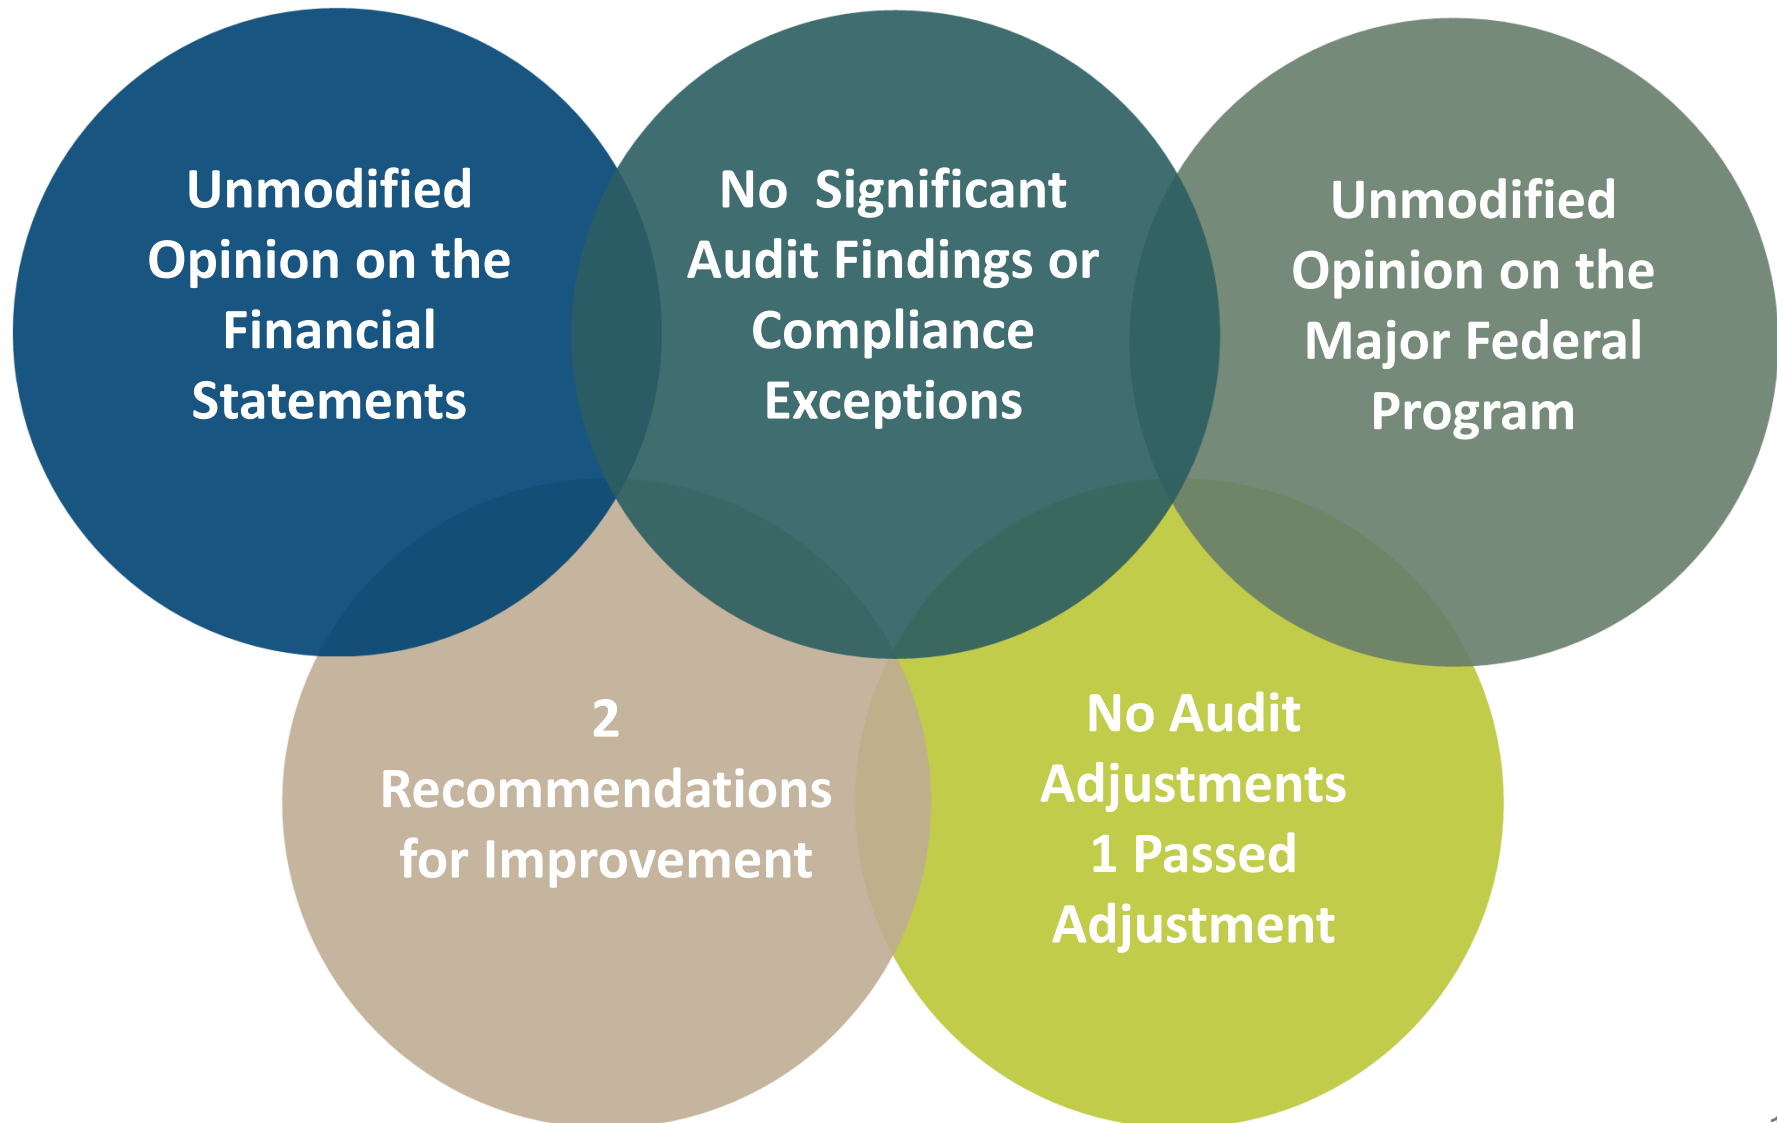 Unmodified
Opinion on the
Financial
Statements
No  Significant
Audit Findings or
Compliance
Exceptions
Unmodified
Opinion on the
Major Federal
Program
2
Recommendations
for Improvement
No Audit
Adjustments
1 Passed
Adjustment